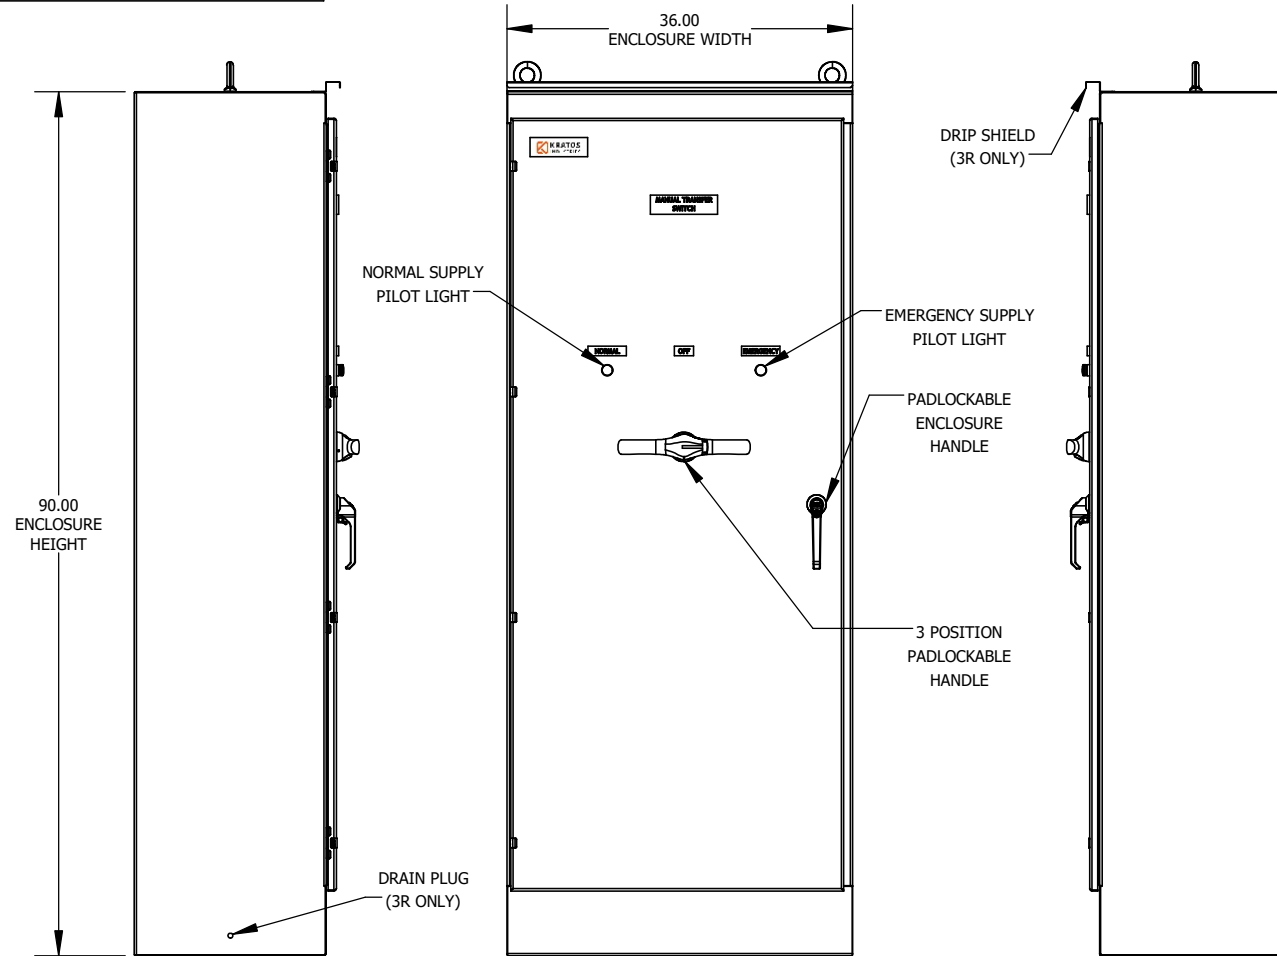 36.00
ENCLOSURE WIDTH
DRIP SHIELD
(3R ONLY)
KRATOS
MANUAL TRANSFER
SWITCH
NORMAL SUPPLY
PILOT LIGHT
EMERGENCY SUPPLY
PILOT LIGHT
NORMAL
OFF
EMERGENCY
PADLOCKABLE
ENCLOSURE
HANDLE
90.00
ENCLOSURE
HEIGHT
3 POSITION
PADLOCKABLE
HANDLE
DRAIN PLUG
(3R ONLY)